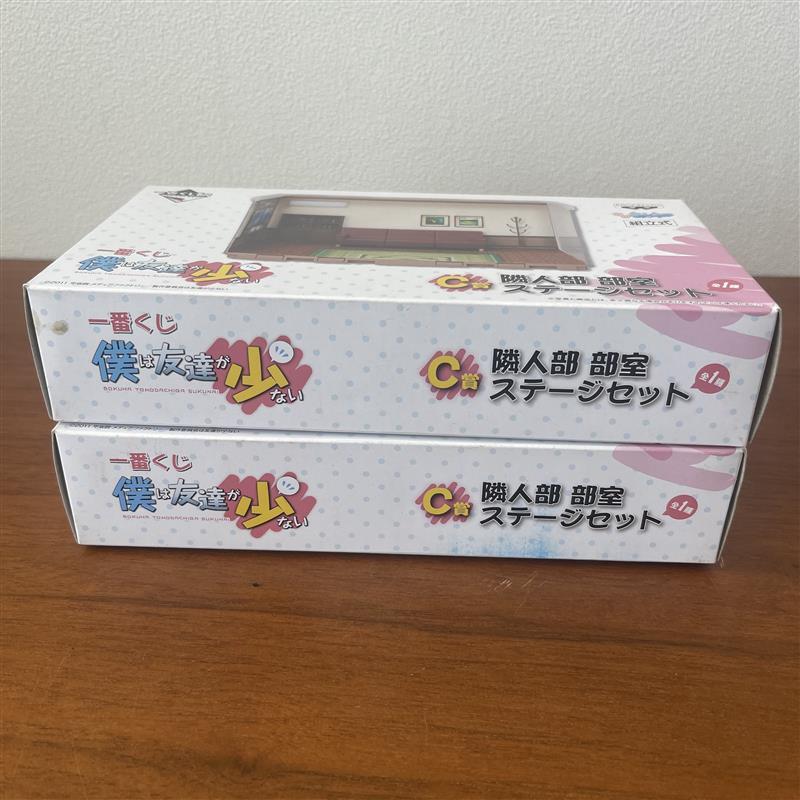 組立式
一番くじ
僕は友達が少ない
C賞
隣人部 部室
ステージセット
全1種
一番くじ
僕は友達が少ない
BOKUHA TOMODACHIGA SUKUNAI
C賞
隣人部 部室
ステージセット
全1種
一番くじ
僕は友達が少ない
BOKUHA TOMODACHIGA SUKUNAI
C賞
隣人部 部室
ステージセット
全1種